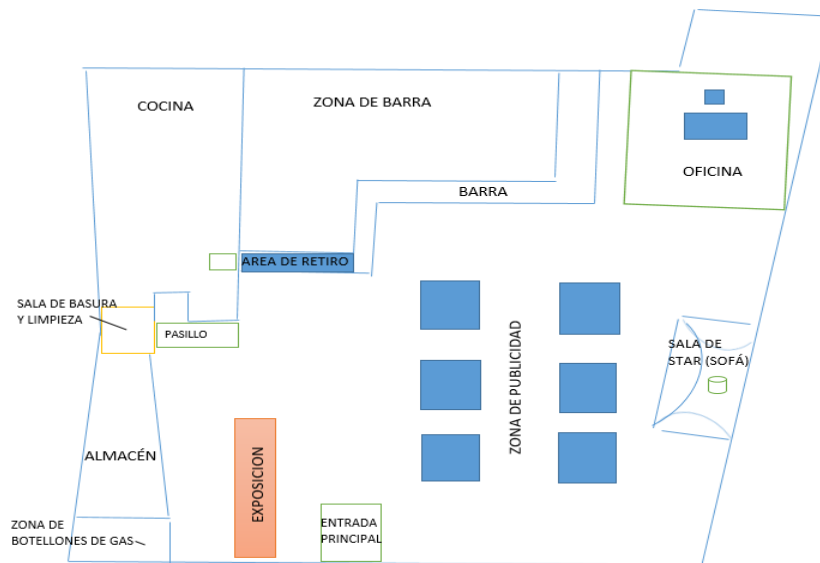 COCINA
ZONA DE BARRA
BARRA
OFICINA
AREA DE RETIRO
SALA DE BASURA
Y LIMPIEZA
PASILLO
ZONA DE PUBLICIDAD
SALA DE
STAR (SOFÁ)
ALMACÉN
EXPOSICION
ENTRADA
PRINCIPAL
ZONA DE
BOTELLONES DE GAS